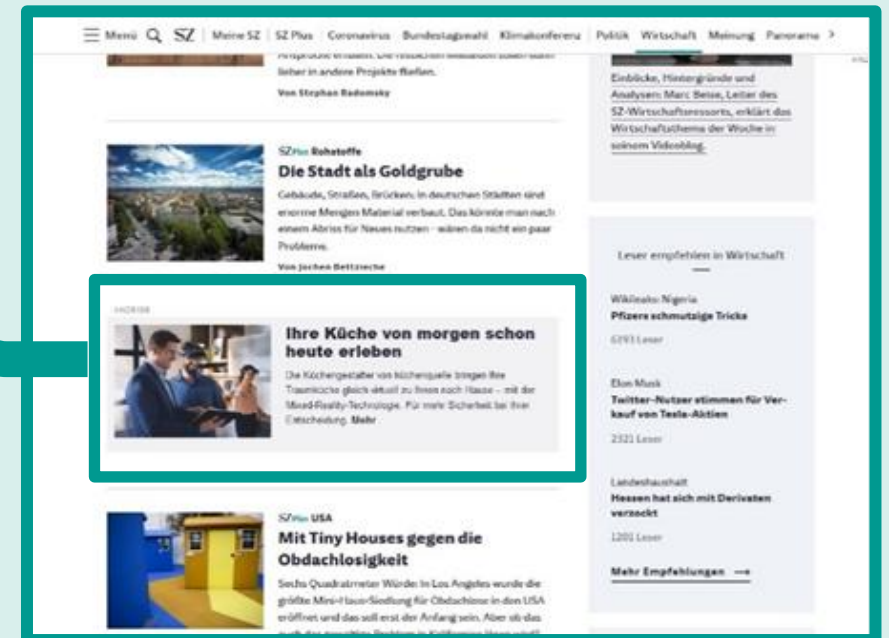 Menü SZ Meine SZ SZ Plus Coronavirus Bundestagswahl Klimakonferenz Politik Wirtschaft Meinung Panorama
lieber in andere Projekte fließen.
Von Stephan Radomsky
SZPlus Rohstoffe
Die Stadt als Goldgrube
Gebäude, Straßen, Brücken: In deutschen Städten sind
enorme Mengen Material verbaut. Das könnte man nach
einem Abriss für Neues nutzen - wären da nicht ein paar
Probleme.
Von Jochen Bettzieche
ANZEIGE
Ihre Küche von morgen schon
heute erleben
Die Küchengestalter von küchenquelle bringen Ihre
Traumküche gleich virtuell zu Ihnen nach Hause – mit der
Mixed-Reality-Technologie. Für mehr Sicherheit bei Ihrer
Entscheidung. Mehr
SZPlus USA
Mit Tiny Houses gegen die
Obdachlosigkeit
Sechs Quadratmeter Würde: In Los Angeles wurde die
größte Mini-Haus-Siedlung für Obdachlose in den USA
eröffnet und das soll erst der Anfang sein. Aber ob das
Einblicke, Hintergründe und
Analysen: Marc Beise, Leiter des
SZ-Wirtschaftsressorts, erklärt das
Wirtschaftsthema der Woche in
seinem Videoblog.
Leser empfehlen in Wirtschaft
Wikileaks: Nigeria
Pfizers schmutzige Tricks
6193 Leser
Elon Musk
Twitter-Nutzer stimmen für Ver-
kauf von Tesla-Aktien
2321 Leser
Landeshaushalt
Hessen hat sich mit Derivaten
verzockt
1201 Leser
Mehr Empfehlungen →